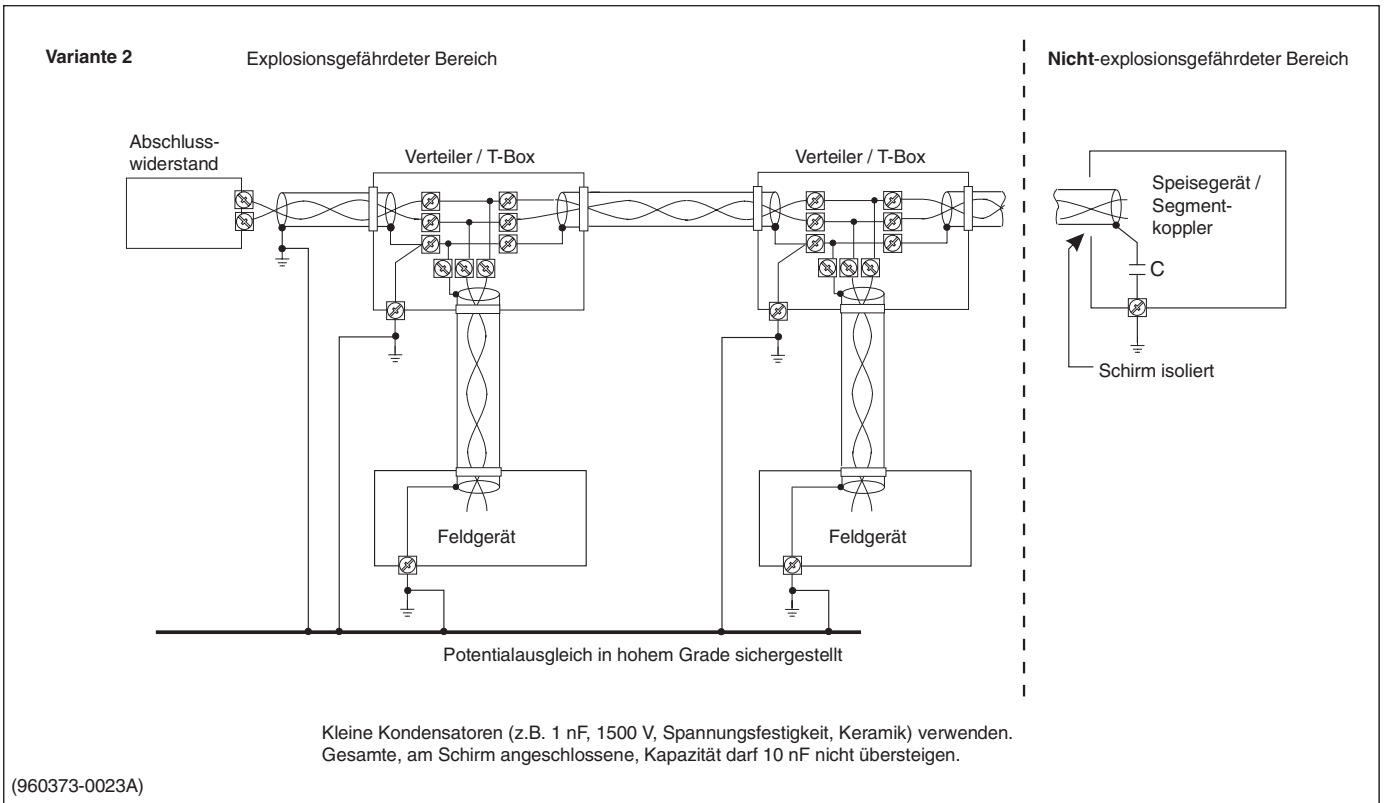 Variante 2
Explosionsgefährdeter Bereich
Nicht-explosionsgefährdeter Bereich
Abschluss-
widerstand
Verteiler / T-Box
Verteiler / T-Box
Speisegerät /
Segment-
koppler
C
Schirm isoliert
Feldgerät
Feldgerät
Potentialausgleich in hohem Grade sichergestellt
Kleine Kondensatoren (z.B. 1 nF, 1500 V, Spannungsfestigkeit, Keramik) verwenden.
Gesamte, am Schirm angeschlossene, Kapazität darf 10 nF nicht übersteigen.
(960373-0023A)